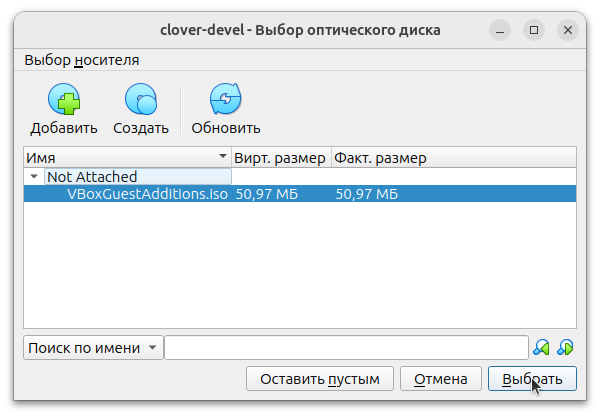 clover-devel - Выбор оптического диска
Выбор носителя
Добавить Создать Обновить
Имя Вирт. размер Факт. размер
Not Attached
VBoxGuestAdditions.iso 50,97 МБ 50,97 МБ
Поиск по имени
Оставить пустым Отмена Выбрать